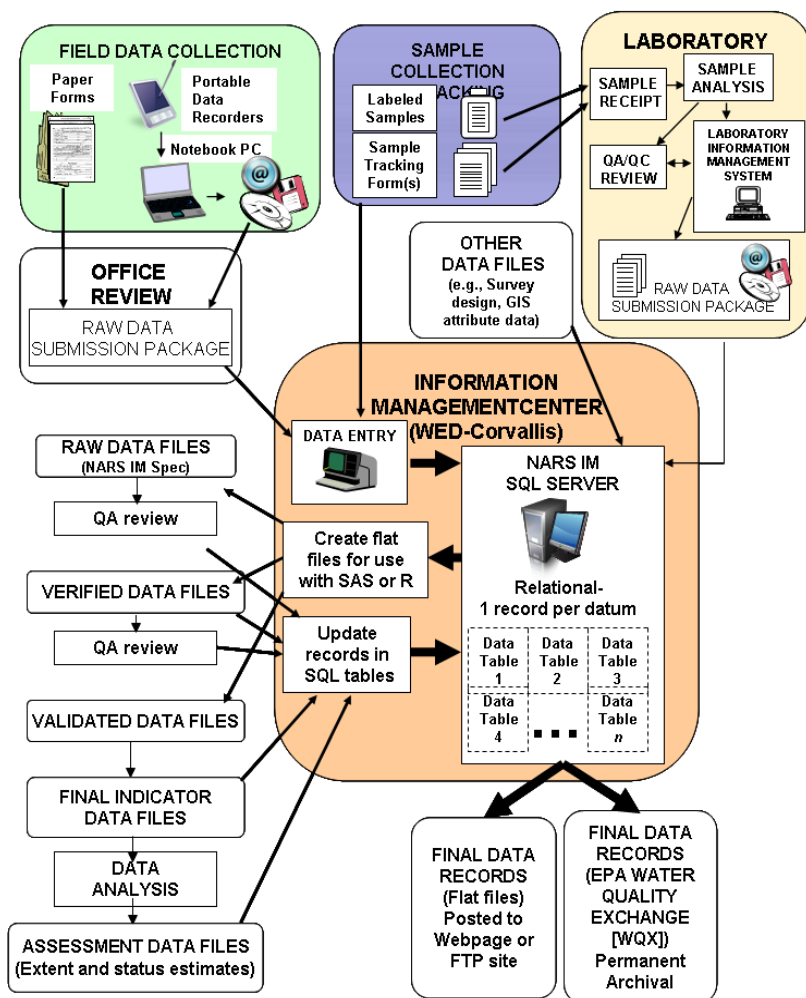 FIELD DATA COLLECTION
Paper
Forms
Portable
Data
Recorders
Notebook PC
SAMPLE
COLLECTION
Labeled
Samples
Sample
Tracking
Form(s)
LABORATORY
SAMPLE
RECEIPT
SAMPLE
ANALYSIS
QA/QC
REVIEW
LABORATORY
INFORMATION
MANAGEMENT
SYSTEM
RAW DATA
SUBMISSION PACKAGE
OFFICE
REVIEW
RAW DATA
SUBMISSION PACKAGE
OTHER
DATA FILES
(e.g., Survey
design, GIS
attribute data)
INFORMATION
MANAGEMENTCENTER
(WED-Corvallis)
DATA ENTRY
NARS IM
SQL SERVER
Relational-
1 record per datum
Data
Table
1
Data
Table
2
Data
Table
3
Data
Table
4
...
Data
Table
n
Create flat
files for use
with SAS or R
Update
records in
SQL tables
RAW DATA FILES
(NARS IM Spec)
QA review
VERIFIED DATA FILES
QA review
VALIDATED DATA FILES
FINAL INDICATOR
DATA FILES
DATA
ANALYSIS
ASSESSMENT DATA FILES
(Extent and status estimates)
FINAL DATA
RECORDS
(Flat files)
Posted to
Webpage or
FTP site
FINAL DATA
RECORDS
(EPA WATER
QUALITY
EXCHANGE
[WQX])
Permanent
Archival